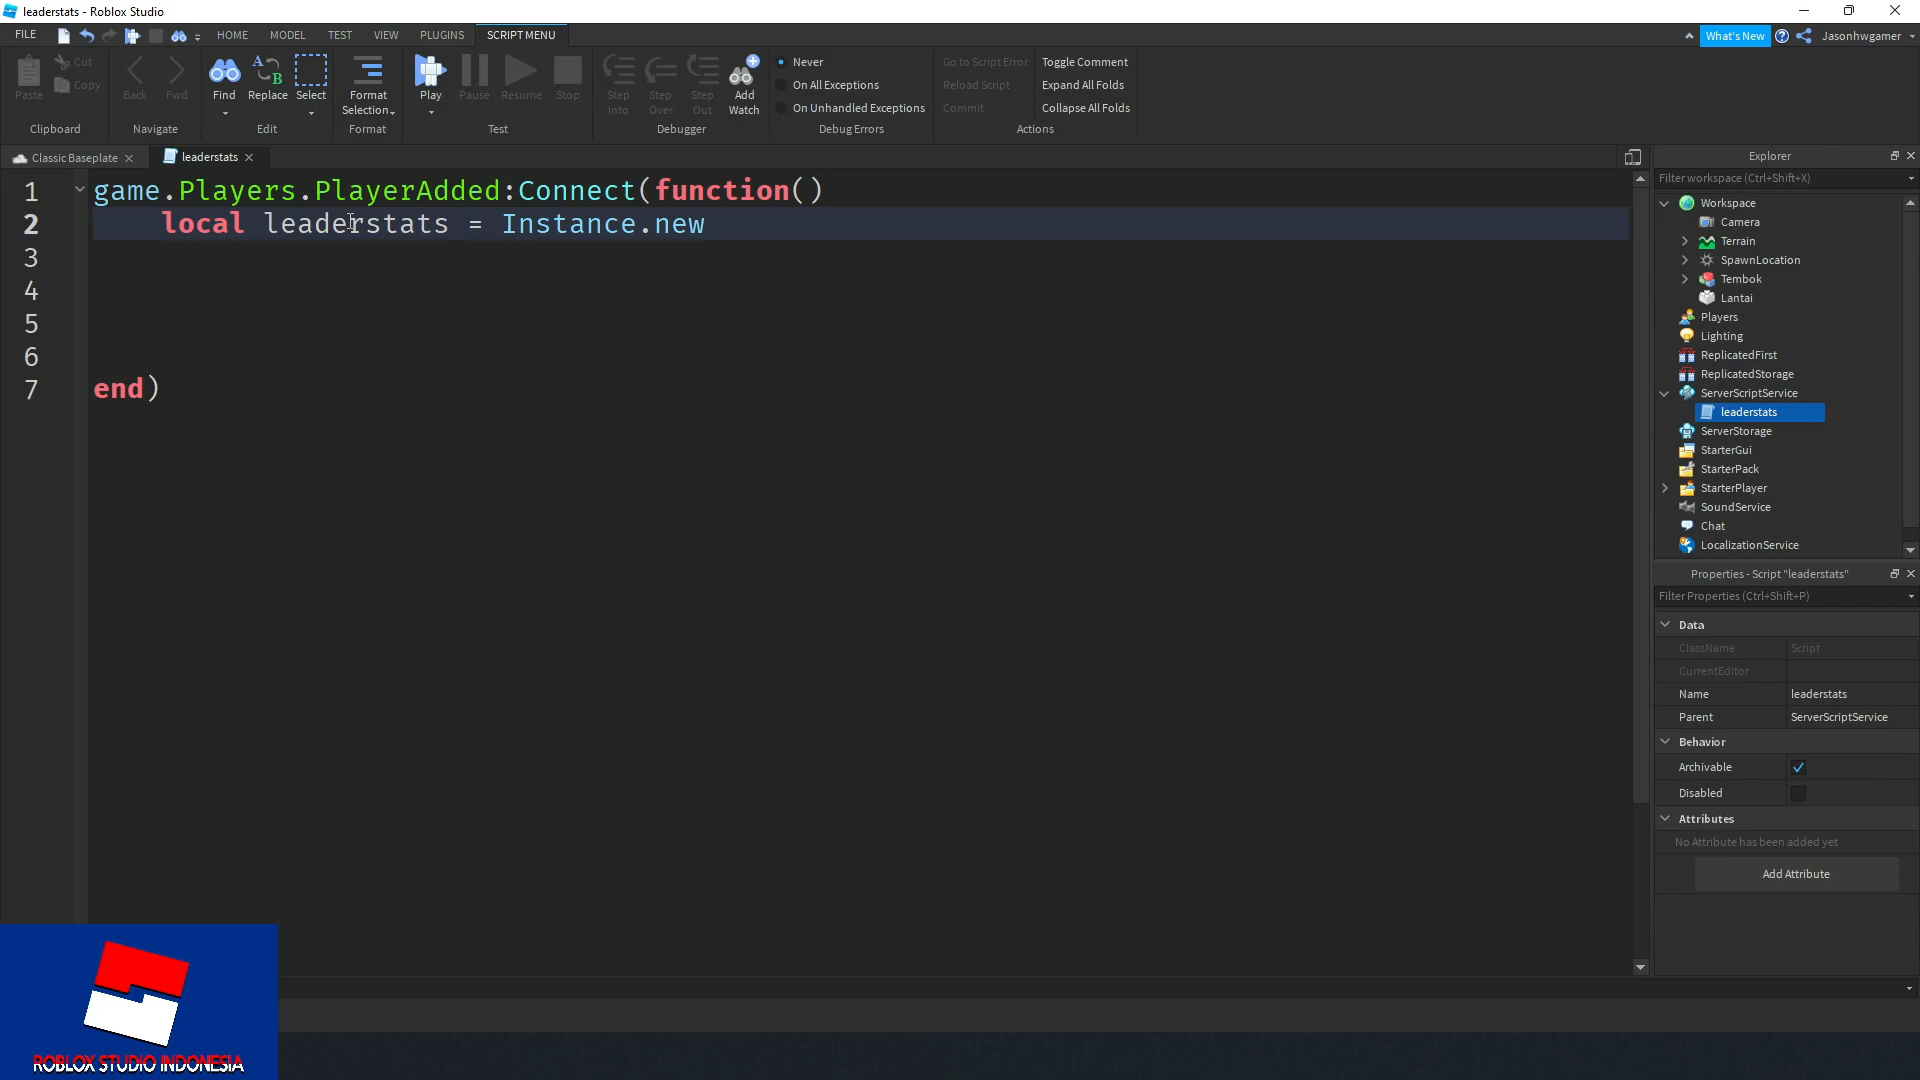 leaderstats - Roblox Studio
FILE HOME MODEL TEST VIEW PLUGINS SCRIPT MENU What's New Jasonhwgamer
Paste Cut Copy Back Fwd Find Replace Select Format Selection Play Pause Resume Stop Step Into Step Over Step Out Add Watch
Never
On All Exceptions
On Unhandled Exceptions
Go to Script Error
Reload Script
Commit
Toggle Comment
Expand All Folds
Collapse All Folds
Clipboard Navigate Edit Format Test Debugger Debug Errors Actions
Classic Baseplate leaderstats
1 game.Players.PlayerAdded:Connect(function()
2 local leaderstats = Instance.new
3
4
5
6
7 end)
Explorer
Filter workspace (Ctrl+Shift+X)
Workspace
Camera
Terrain
SpawnLocation
Tembok
Lantai
Players
Lighting
ReplicatedFirst
ReplicatedStorage
ServerScriptService
leaderstats
ServerStorage
StarterGui
StarterPack
StarterPlayer
SoundService
Chat
LocalizationService
Properties - Script "leaderstats"
Filter Properties (Ctrl+Shift+P)
Data
ClassName Script
CurrentEditor
Name leaderstats
Parent ServerScriptService
Behavior
Archivable
Disabled
Attributes
No Attribute has been added yet
Add Attribute
ROBLOX STUDIO INDONESIA